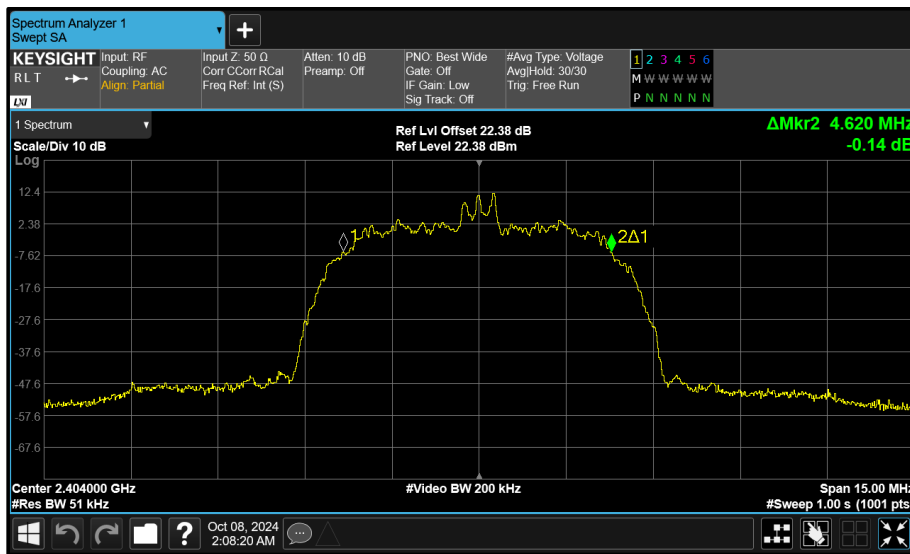 Spectrum Analyzer 1
Swept SA
+
KEYSIGHT
RLT
LXI
Input: RF
Coupling: AC
Align: Partial
Input Z: 50 Ω
Corr CCorr RCal
Freq Ref: Int (S)
Atten: 10 dB
Preamp: Off
PNO: Best Wide
Gate: Off
IF Gain: Low
Sig Track: Off
#Avg Type: Voltage
Avg|Hold: 30/30
Trig: Free Run
1 2 3 4 5 6
M W W W W W
P N N N N N
1 Spectrum
Scale/Div 10 dB
Ref Lvl Offset 22.38 dB
Ref Level 22.38 dBm
ΔMkr2 4.620 MHz
-0.14 dB
Log
12.4
2.38
-7.62
-17.6
-27.6
-37.6
-47.6
-57.6
-67.6
1
2Δ1
Center 2.404000 GHz
#Video BW 200 kHz
Span 15.00 MHz
#Res BW 51 kHz
#Sweep 1.00 s (1001 pts
?
Oct 08, 2024
2:08:20 AM